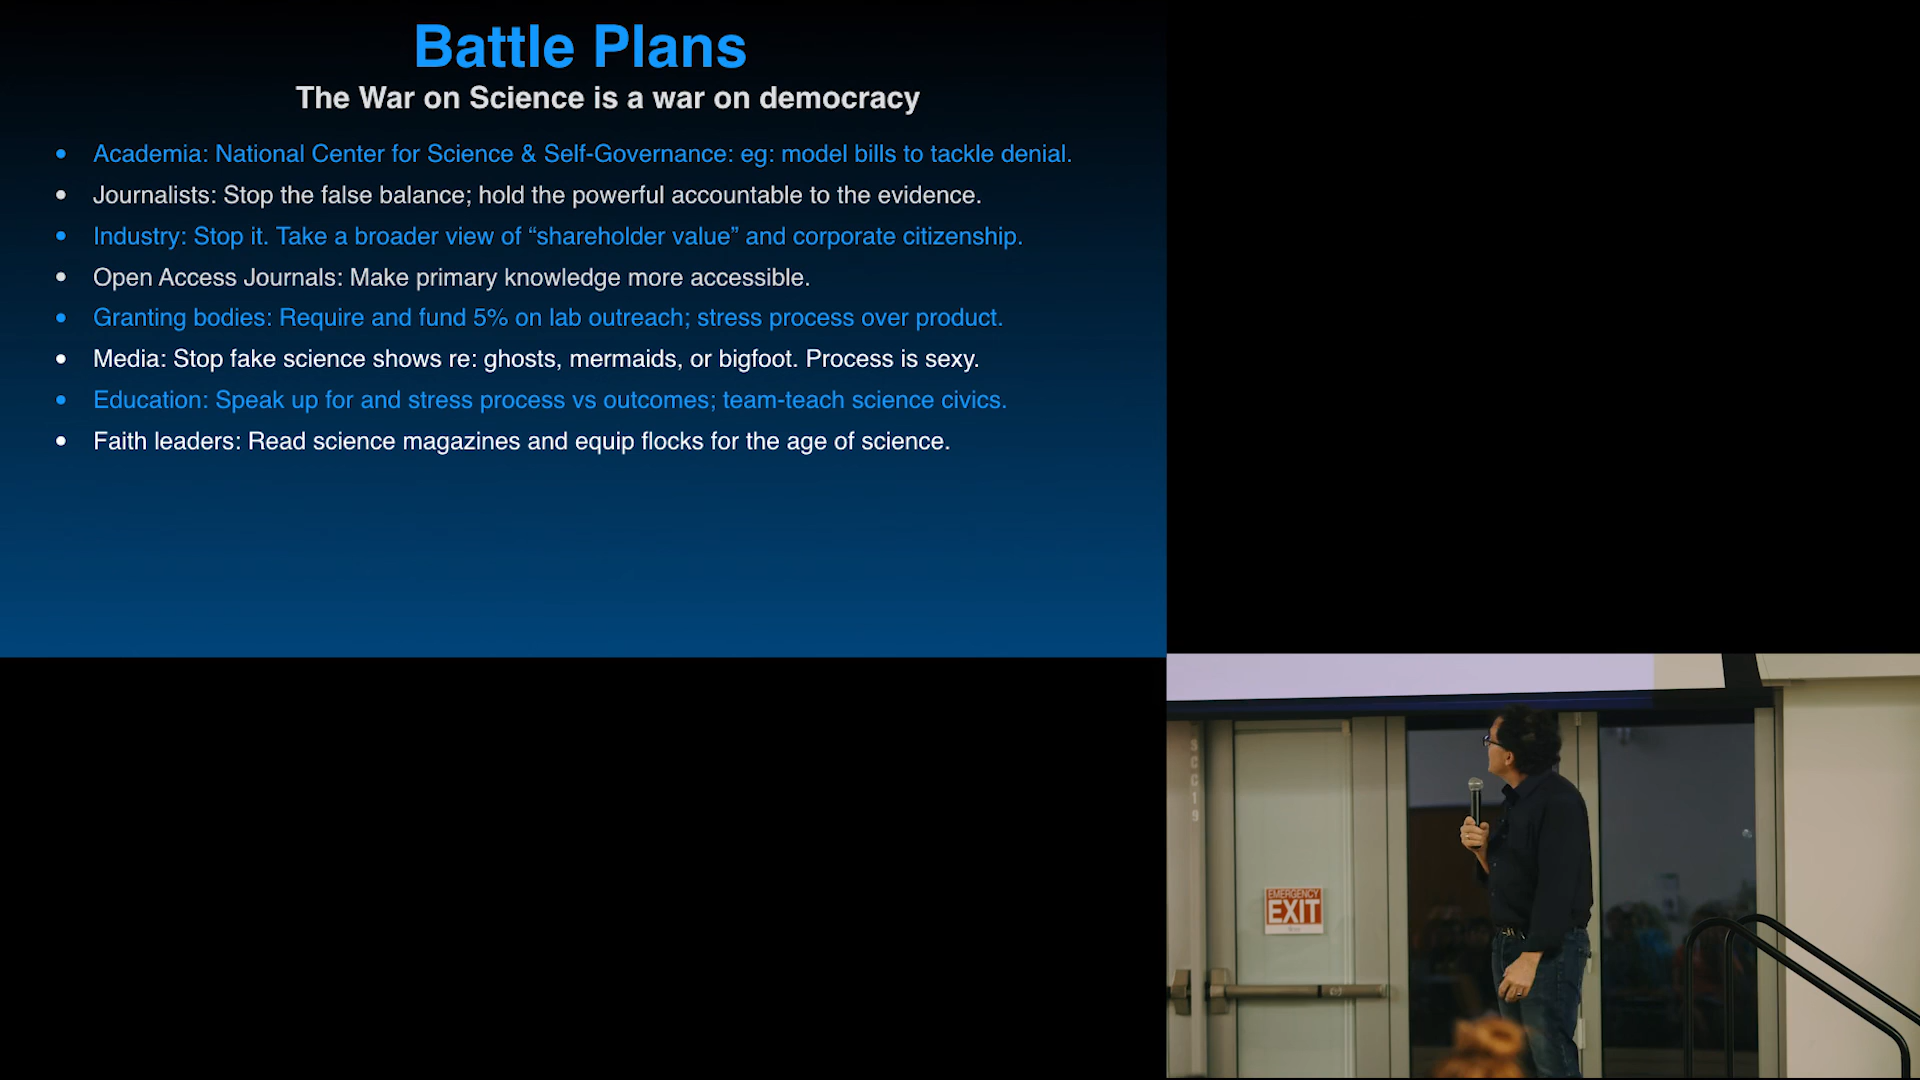 Battle Plans
The War on Science is a war on democracy
• Academia: National Center for Science & Self-Governance: eg: model bills to tackle denial.
• Journalists: Stop the false balance; hold the powerful accountable to the evidence.
• Industry: Stop it. Take a broader view of “shareholder value” and corporate citizenship.
• Open Access Journals: Make primary knowledge more accessible.
• Granting bodies: Require and fund 5% on lab outreach; stress process over product.
• Media: Stop fake science shows re: ghosts, mermaids, or bigfoot. Process is sexy.
• Education: Speak up for and stress process vs outcomes; team-teach science civics.
• Faith leaders: Read science magazines and equip flocks for the age of science.
SCC19
EMERGENCY
EXIT